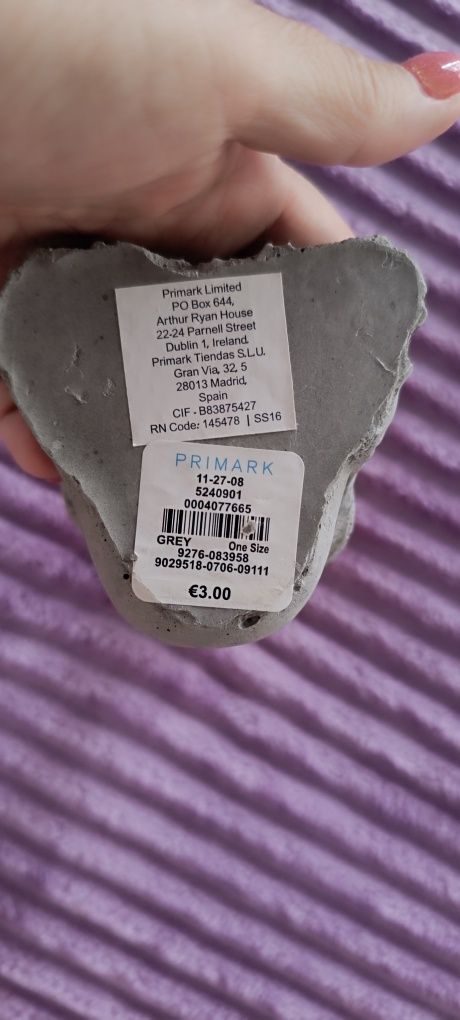 Primark Limited
PO Box 644,
Arthur Ryan House
22-24 Parnell Street
Dublin 1, Ireland.
Primark Tiendas S.L.U.
Gran Via, 32, 5
28013 Madrid,
Spain
CIF - B83875427
RN Code: 145478 | SS16
PRIMARK
11-27-08
5240901
0004077665
GREY One Size
9276-083958
9029518-0706-09111
€3.00